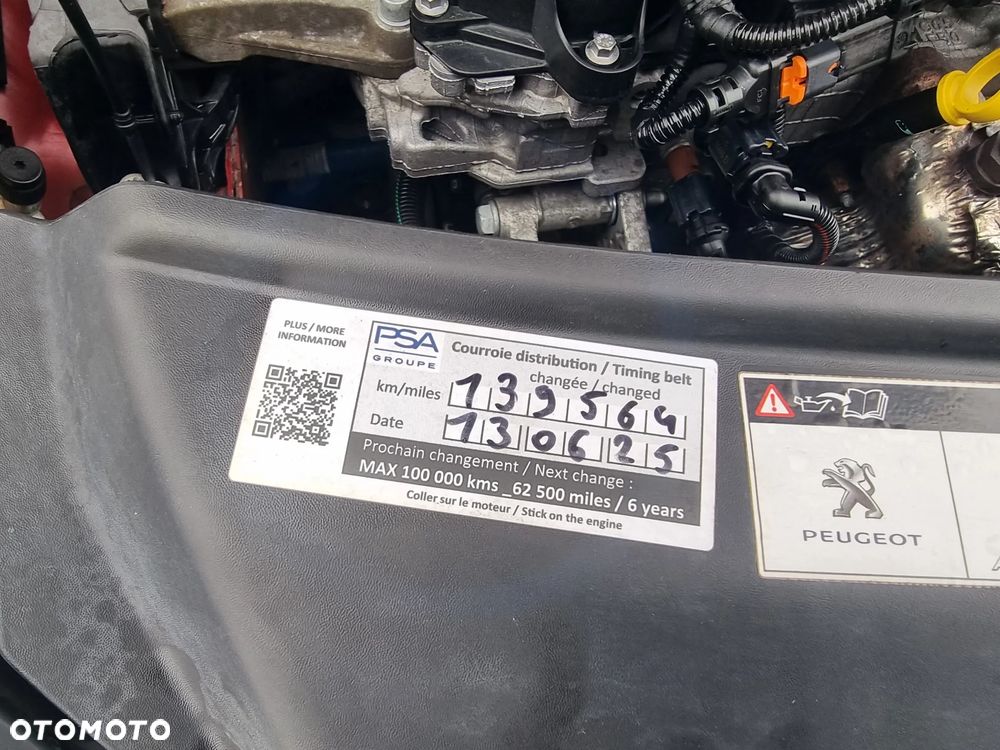 PLUS / MORE
INFORMATION
PSA
GROUPE
Courroie distribution / Timing belt
changée / changed
km/miles 139564
Date 130625
Prochain changement / Next change :
MAX 100 000 kms _62 500 miles / 6 years
Coller sur le moteur / Stick on the engine
PEUGEOT
OTOMOTO